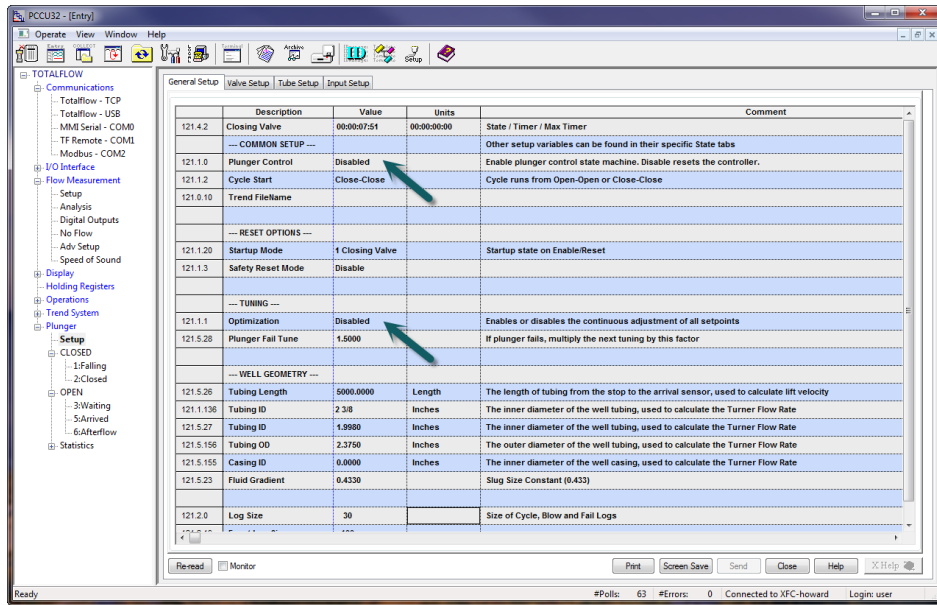 PCCU32 - [Entry]
Operate View Window Help
Entry COLLECT Terminal Archive Setup
TOTALFLOW
Communications
Totalflow - TCP
Totalflow - USB
MMI Serial - COM0
TF Remote - COM1
Modbus - COM2
I/O Interface
Flow Measurement
Setup
Analysis
Digital Outputs
No Flow
Adv Setup
Speed of Sound
Display
Holding Registers
Operations
Trend System
Plunger
Setup
CLOSED
1:Falling
2:Closed
OPEN
3:Waiting
5:Arrived
6:Afterflow
Statistics
General Setup Valve Setup Tube Setup Input Setup
Description Value Units Comment
121.4.2 Closing Valve 00:00:07:51 00:00:00:00 State / Timer / Max Timer
--- COMMON SETUP --- Other setup variables can be found in their specific State tabs
121.1.0 Plunger Control Disabled Enable plunger control state machine. Disable resets the controller.
121.1.2 Cycle Start Close-Close Cycle runs from Open-Open or Close-Close
121.0.10 Trend FileName
--- RESET OPTIONS ---
121.1.20 Startup Mode 1 Closing Valve Startup state on Enable/Reset
121.1.3 Safety Reset Mode Disable
--- TUNING ---
121.1.1 Optimization Disabled Enables or disables the continuous adjustment of all setpoints
121.5.28 Plunger Fail Tune 1.5000 If plunger fails, multiply the next tuning by this factor
--- WELL GEOMETRY ---
121.5.26 Tubing Length 5000.0000 Length The length of tubing from the stop to the arrival sensor, used to calculate lift velocity
121.1.136 Tubing ID 2 3/8 Inches The inner diameter of the well tubing, used to calculate the Turner Flow Rate
121.5.27 Tubing ID 1.9980 Inches The inner diameter of the well tubing, used to calculate the Turner Flow Rate
121.5.156 Tubing OD 2.3750 Inches The outer diameter of the well tubing, used to calculate the Turner Flow Rate
121.5.155 Casing ID 0.0000 Inches The inner diameter of the well casing, used to calculate the Turner Flow Rate
121.5.23 Fluid Gradient 0.4330 Slug Size Constant (0.433)
121.2.0 Log Size 30 Size of Cycle, Blow and Fail Logs
Re-read Monitor Print Screen Save Send Close Help X Help
Ready #Polls: 63 #Errors: 0 Connected to XFC-howard Login: user